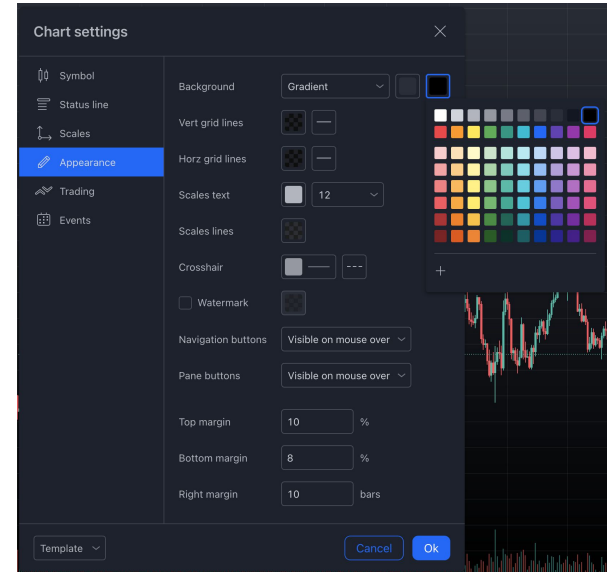 Chart settings
Symbol
Status line
Scales
Appearance
Trading
Events
Background
Gradient
Vert grid lines
Horz grid lines
Scales text
12
Scales lines
Crosshair
Watermark
Navigation buttons
Visible on mouse over
Pane buttons
Visible on mouse over
Top margin
10
%
Bottom margin
8
%
Right margin
10
bars
Template
Cancel
Ok